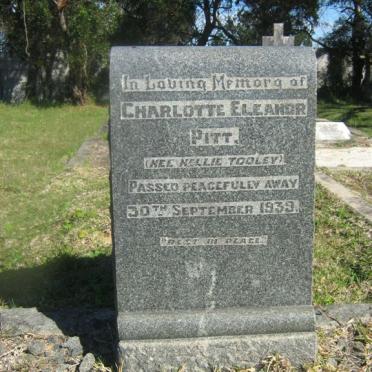 In Loving Memory of
CHARLOTTE ELEANOR
PITT.
(NEE NELLIE TOOLEY)
PASSED PEACEFULLY AWAY
30TH SEPTEMBER 1939.
"REST IN PEACE."